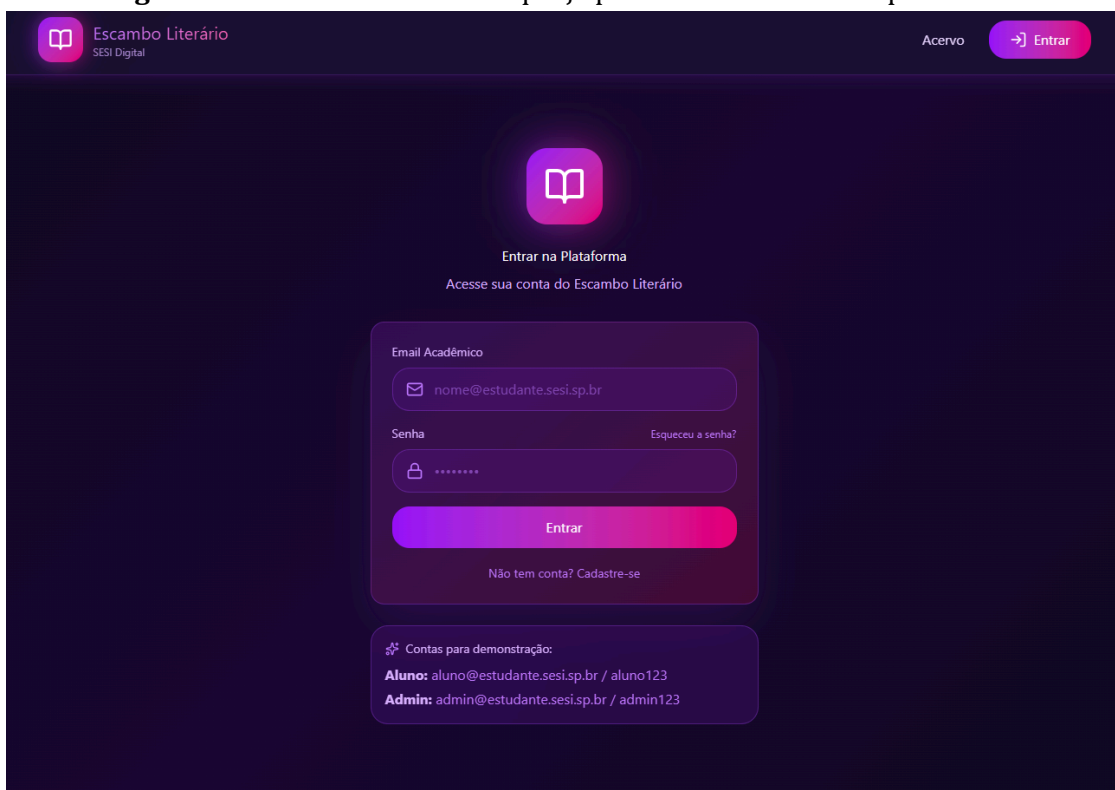 Escambo Literário
SESI Digital
Acervo
Entrar
Entrar na Plataforma
Acesse sua conta do Escambo Literário
Email Acadêmico
nome@estudante.sesi.sp.br
Senha
Esqueceu a senha?
••••••••
Entrar
Não tem conta? Cadastre-se
Contas para demonstração:
Aluno: aluno@estudante.sesi.sp.br / aluno123
Admin: admin@estudante.sesi.sp.br / admin123